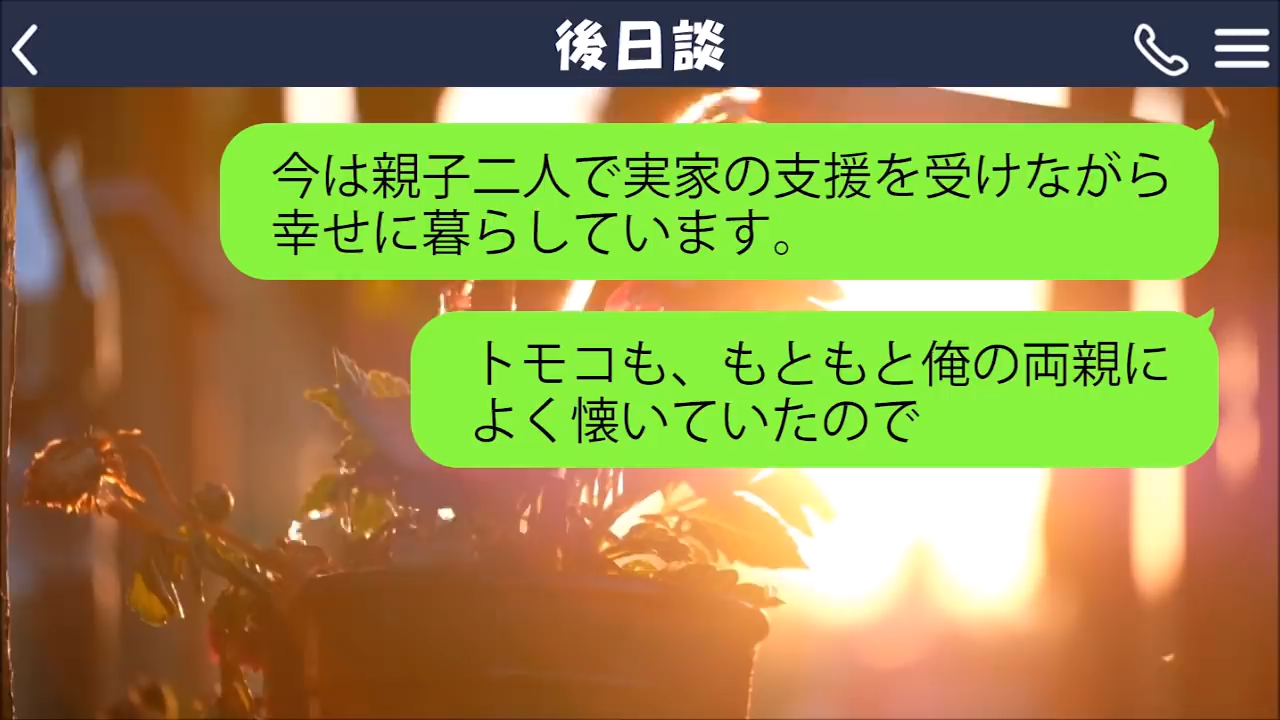 後日談
今は親子二人で実家の支援を受けながら
幸せに暮らしています。
トモコも、もともと俺の両親に
よく懐いていたので